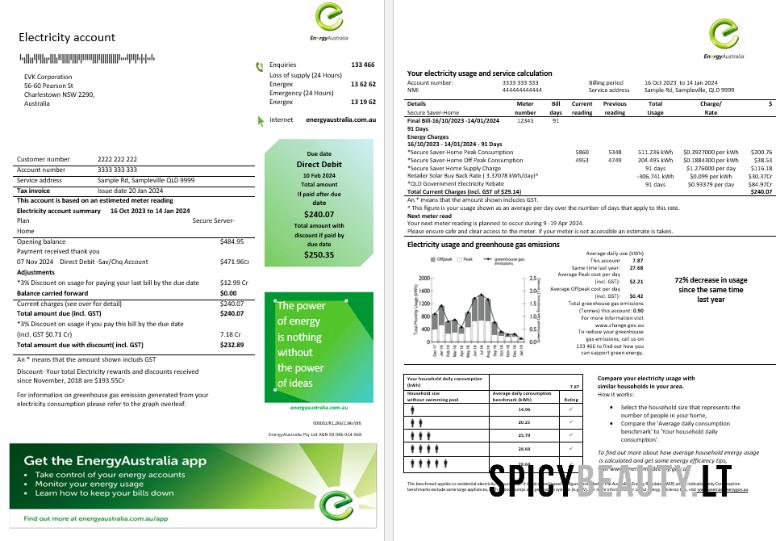 EnergyAustralia
Electricity account
EVK Corporation
56-60 Pearson St
Charlestown NSW 2290,
Australia
Enquiries 133 466
Loss of supply (24 Hours)
Energex 13 62 62
Emergency (24 Hours)
Energex 13 19 62
internet energyaustralia.com.au
Customer number 2222 222 222
Account number 3333 333 333
Service address Sample Rd, Sampleville QLD 9999
Tax invoice Issue date 20 Jan 2024
This account is based on an estimeted meter reading
Electricity account summary 16 Oct 2023 to 14 Jan 2024
Plan Secure Server-
Home
Opening balance $484.95
Payment received thank you
07 Nov 2024 Direct Debit -Sav/Chq Account $471.96cr
Adjustments
*3% Discount on usage for paying your last bill by the due date $12.99 Cr
Balance carried forward $0.00
Current charges (see over for detail) $240.07
Total amount due (incl. GST) $240.07
*3% Discount on usage if you pay this bill by the due date
(incl. GST $0.71 Cr) 7.18 Cr
Total amount due with discount( incl. GST) $232.89
An * means that the amount shown includes GST
Discount- Your total Electricity rewards and discounts received
since November, 2018 are $193.55Cr
For information on greenhouse gas emission generated from your
electricity consumption please refer to the graph overleaf.
Due date
Direct Debit
10 Feb 2024
Total amount
if paid after due
date
$240.07
Total amount with
discount if paid by
due date
$250.35
The power
of energy
is nothing
without
the power
of ideas
energyaustralia.com.au
Get the EnergyAustralia app
• Take control of your energy accounts
• Monitor your energy usage
• Learn how to keep your bills down
Find out more at energyaustralia.com.au/app
EnergyAustralia
Your electricity usage and service calculation
Account number: 3333 333 333 Billing period 16 Oct 2023 to 14 Jan 2024
NMI 44444444444 Service address Sample Rd, Sampleville, QLD 9999
Details Meter Bill Current Previous Total Charge/ $
Secure Saver-Home number days reading reading Usage Rate
Final Bill-16/10/2023 -14/01/2024 12345 91
91 Days
Energy Charges
16/10/2023 - 14/01/2024 - 91 Days
*Secure Saver-Home Peak Consumption 5860 5348 511.236 kWh $0.3927000 per kWh $200.76
*Secure Saver-Home Off Peak Consumption 4953 4749 204.495 kWh $0.1884300 per kWh $38.53
*Secure Saver Home Supply Charge 91 days $1.276000 per day $116.18
Retailer Solar Buy Back Rate ( 3.37078 kWh/day)^ -306.741 kWh $0.099 per kWh $30.37Cr
*QLD Government Electricity Rebate 91 days $0.93379 per day $84.97Cr
Total Current Charges (Incl. GST of $29.14) $240.07
An * means that the amount shown includes GST.
^ This figure is your usage shown as an average per day over the number of days that apply to this rate.
Next meter read
Your next meter reading is planned to occur during 9 -19 Apr 2024.
Please ensure safe and clear access to the meter. If your meter is not accessible an estimate is taken.
Electricity usage and greenhouse gas emissions
Offpeak Peak greenhouse gas
emissions
Total Monthly Usage (kWh)
2000
1500
1000
500
0
2.5
2.0
1.5
1.0
0.5
0.0
Average daily use (kWh)
This account 7.87
Same time last year: 27.68
Average Peak cost per day
(Incl. GST): $2.21
Average Offpeak cost per day
(Incl. GST): $0.42
Total greenhouse gas emissions
(Tonnes) this account: 0.90
For more information visit
www.change.gov.au
To reduce your greenhouse
gas emissions, call us on
133 466 to find out how you
can support green energy.
72% decrease in usage
since the same time
last year
Your household daily consumption
(kWh) 7.87
Household size Average daily consumption
without swimming pool benchmark (kWh) Rating
14.95 ✓
20.21 ✓
23.79 ✓
Compare your electricity usage with
similar households in your area.
How it works:
• Select the household size that represents the
number of people in your home,
• Compare the 'Average daily consumption
benchmark' to 'Your household daily
consumption'.
To find out more about how average energy usage
is calculated and get some energy efficiency tips,
SPICYBEAUTY.LT